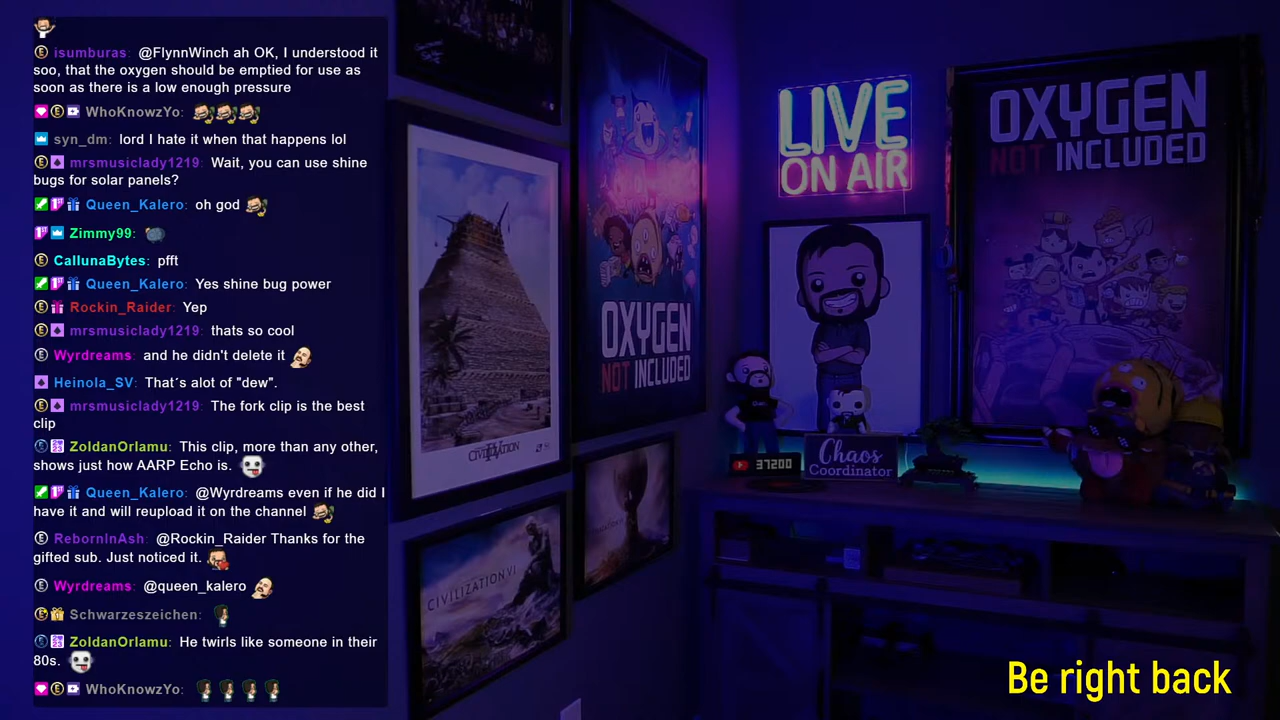 isumburas: @FlynnWinch ah OK, I understood it
soo, that the oxygen should be emptied for use as
soon as there is a low enough pressure
WhoKnowzYo:
syn_dm: lord I hate it when that happens lol
mrsmusiclady1219: Wait, you can use shine
bugs for solar panels?
Queen_Kalero: oh god
Zimmy99:
CallunaBytes: pfft
Queen_Kalero: Yes shine bug power
Rockin_Raider: Yep
mrsmusiclady1219: thats so cool
Wyrdreams: and he didn't delete it
Heinola_SV: That´s alot of "dew".
mrsmusiclady1219: The fork clip is the best
clip
ZoldanOrlamu: This clip, more than any other,
shows just how AARP Echo is.
Queen_Kalero: @Wyrdreams even if he did I
have it and will reupload it on the channel
RebornInAsh: @Rockin_Raider Thanks for the
gifted sub. Just noticed it.
Wyrdreams: @queen_kalero
Schwarzeszeichen:
ZoldanOrlamu: He twirls like someone in their
80s.
WhoKnowzYo:
CIVILIZATION IV
CIVILIZATION VI
OXYGEN
NOT INCLUDED
LIVE
ON AIR
OXYGEN
NOT INCLUDED
37200
Chaos
Coordinator
Be right back